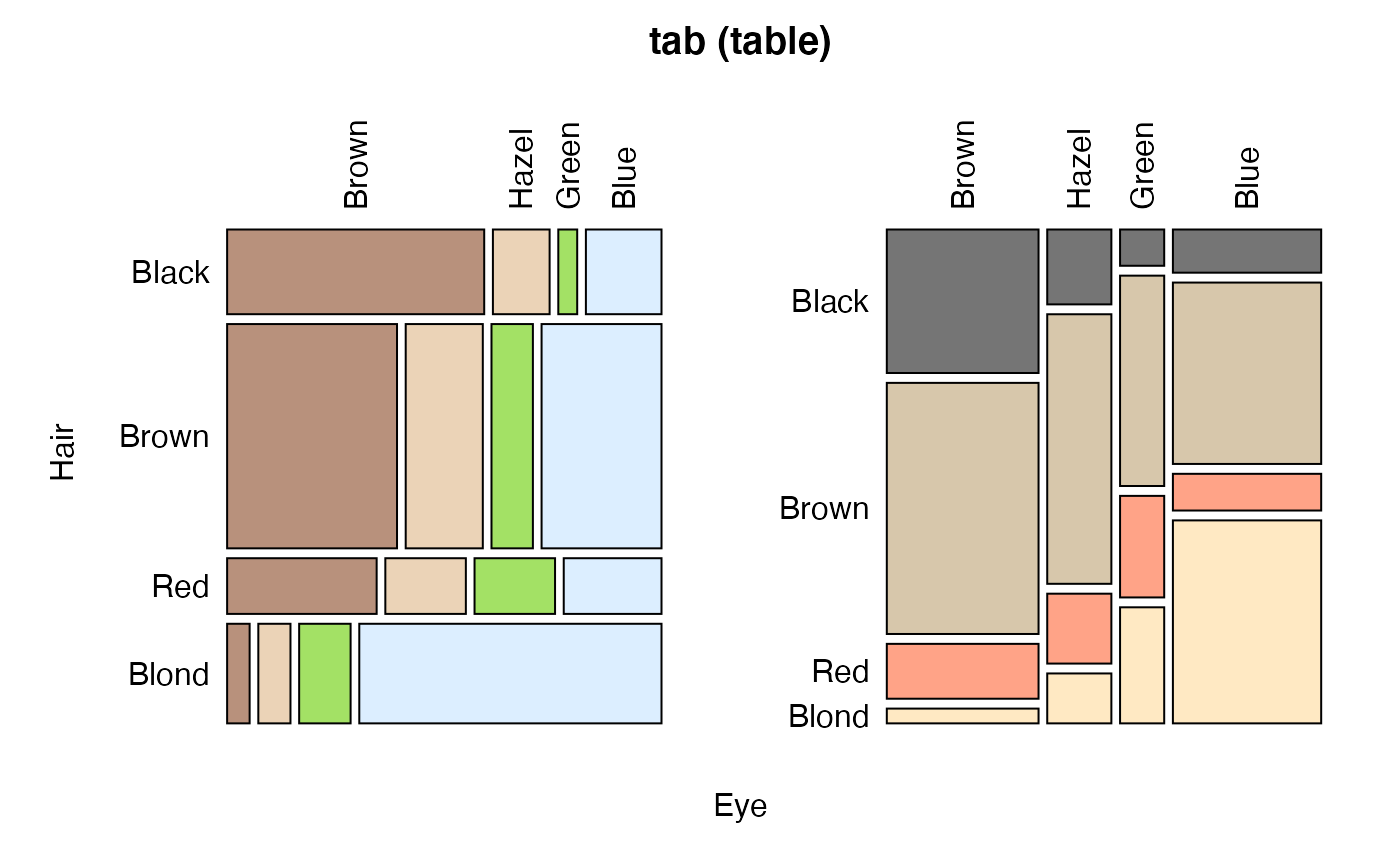 tab (table)
Brown
Hazel
Green
Blue
Black
Brown
Red
Blond
Hair
Brown
Hazel
Green
Blue
Black
Brown
Red
Blond
Eye